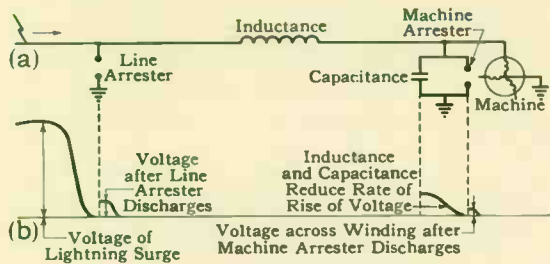 Inductance
Machine
Arrester
(a)
Line
Arrester
Capacitance
Machine
Voltage
after Line
Arrester
Discharges
Inductance
and Capacitance
Reduce Rate of
Rise of Voltage
(b)
Voltage of
Lightning Surge
Voltage across Winding after
Machine Arrester Discharges